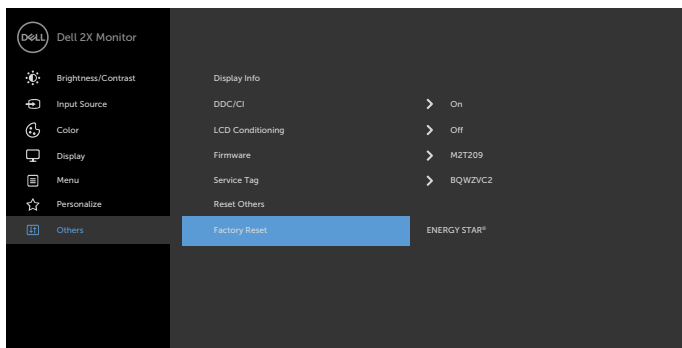 DELL Dell 2X Monitor
Brightness/Contrast Display Info
Input Source DDC/CI On
Color LCD Conditioning Off
Display Firmware M2T209
Menu Service Tag BQWZVC2
Personalize Reset Others
Others Factory Reset ENERGY STAR®